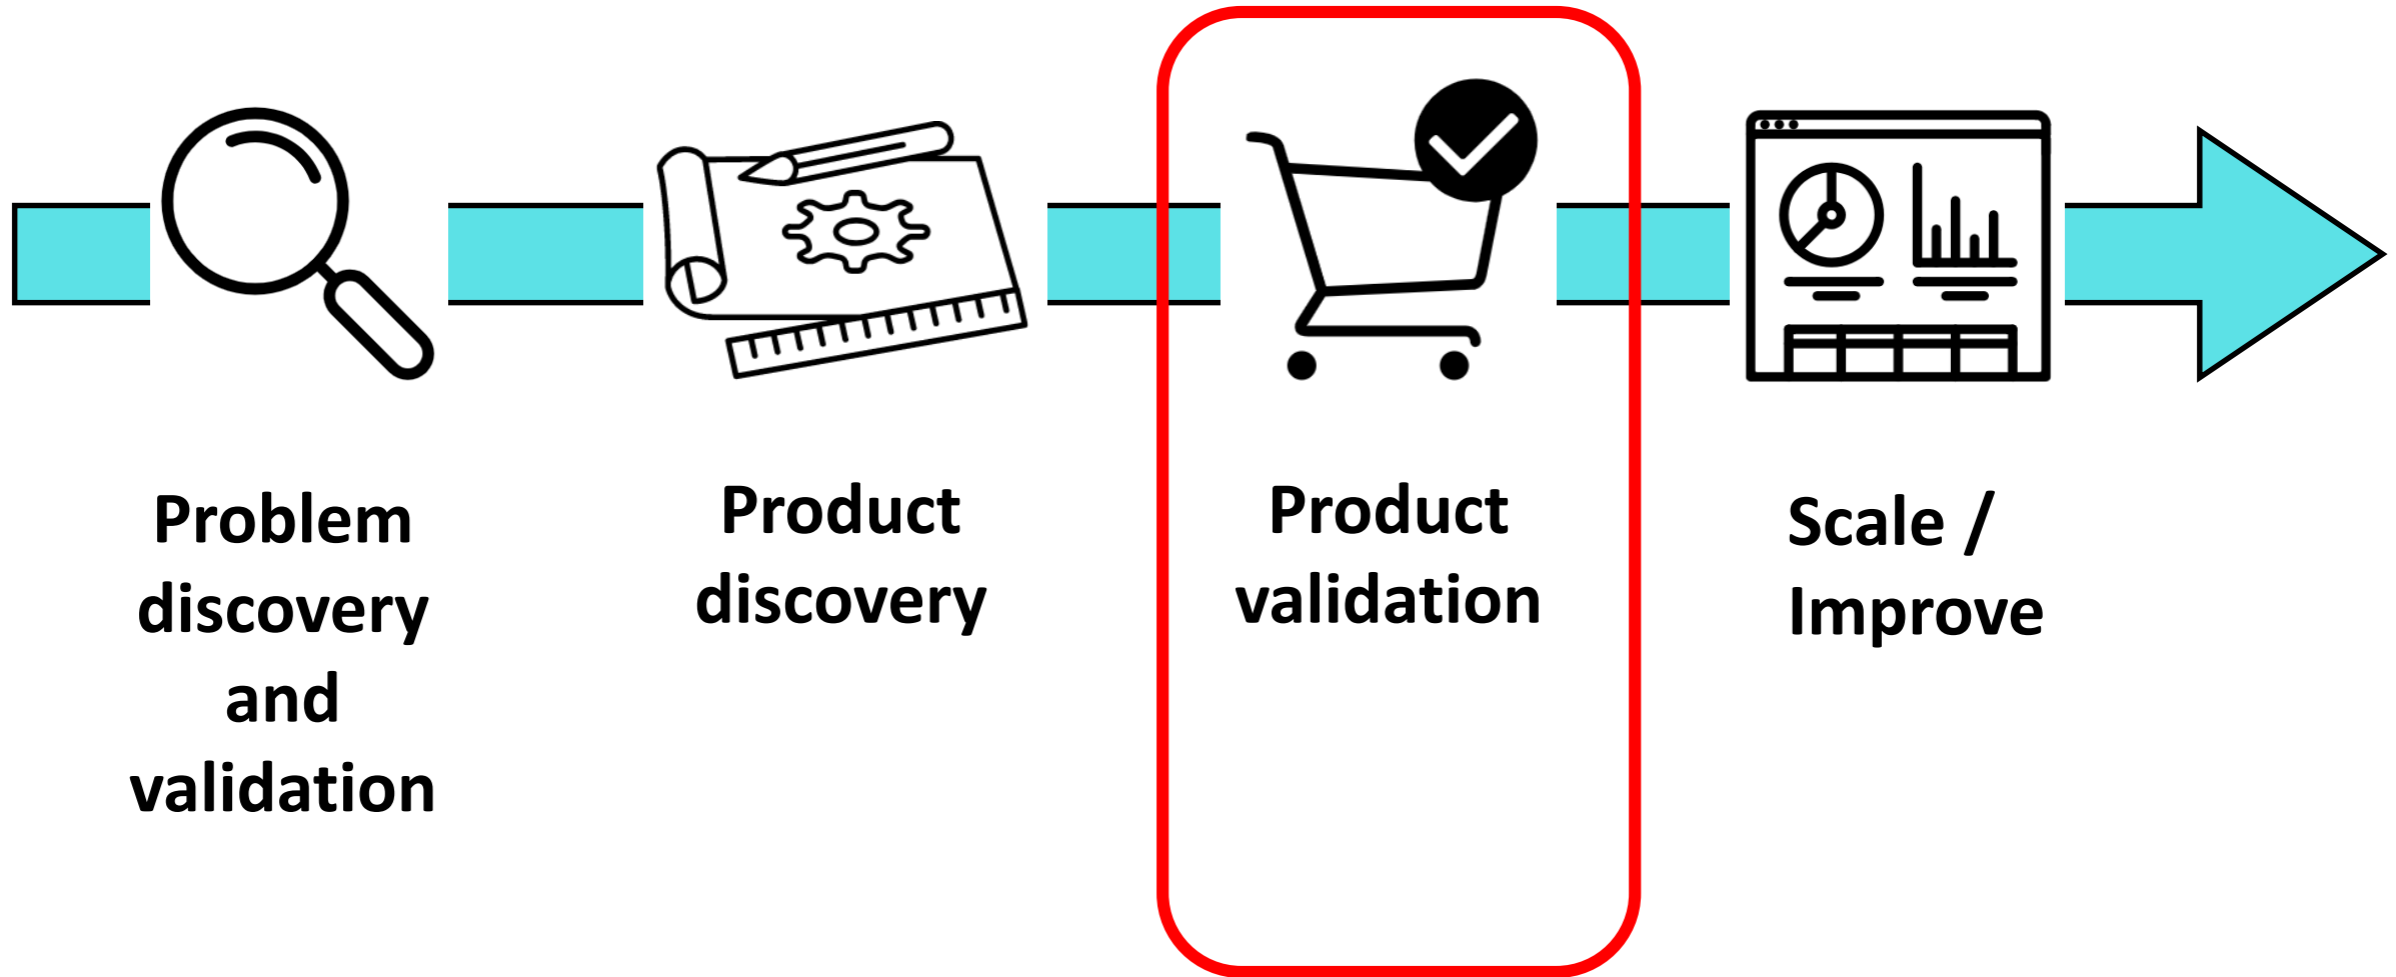 Problem
discovery
and
validation
Product
discovery
Product
validation
Scale /
Improve